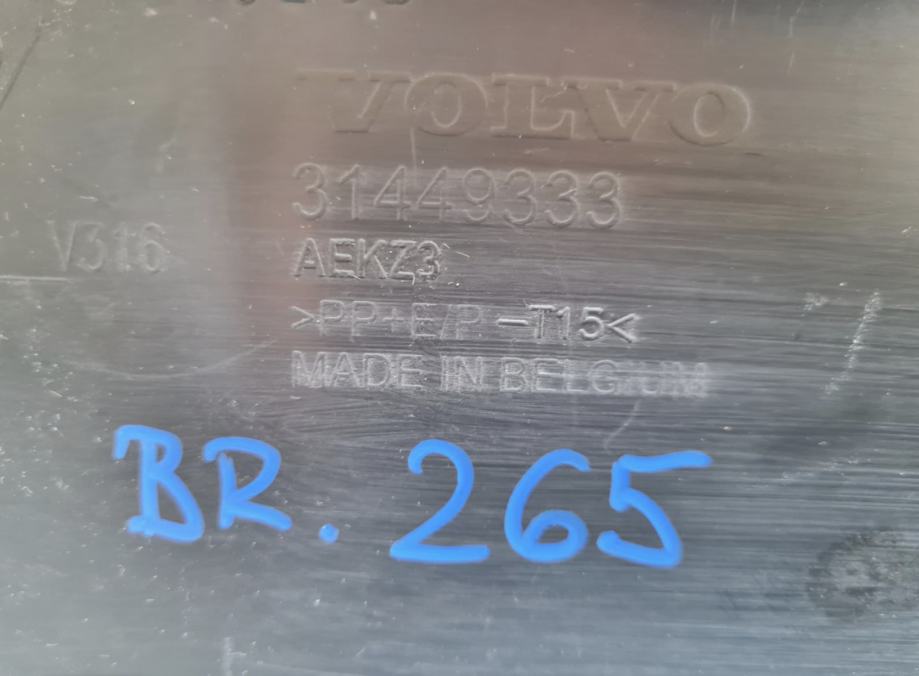 VOLVO
31449333
V316
AEKZ3
>PP+E/P-T15<
MADE IN BELGIUM
BR. 265